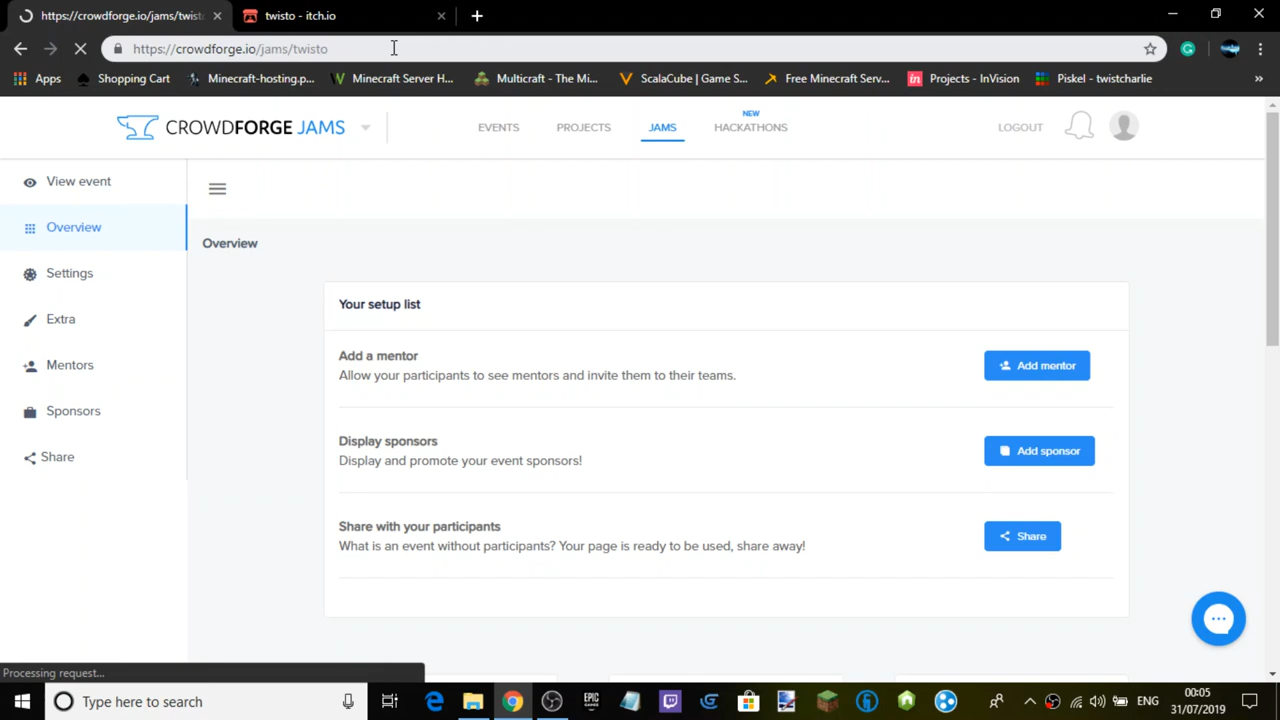 https://crowdforge.io/jams/twisto
twisto - itch.io
https://crowdforge.io/jams/twisto
Apps
Shopping Cart
Minecraft-hosting.p...
Minecraft Server H...
Multicraft - The Mi...
ScalaCube | Game S...
Free Minecraft Serv...
Projects - InVision
Piskel - twistcharlie
»
CROWDFORGE JAMS
EVENTS
PROJECTS
JAMS
NEW
HACKATHONS
LOGOUT
View event
Overview
Settings
Extra
Mentors
Sponsors
Share
Overview
Your setup list
Add a mentor
Allow your participants to see mentors and invite them to their teams.
Add mentor
Display sponsors
Display and promote your event sponsors!
Add sponsor
Share with your participants
What is an event without participants? Your page is ready to be used, share away!
Share
Processing request...
Type here to search
EPIC GAMES
ENG
00:05
31/07/2019